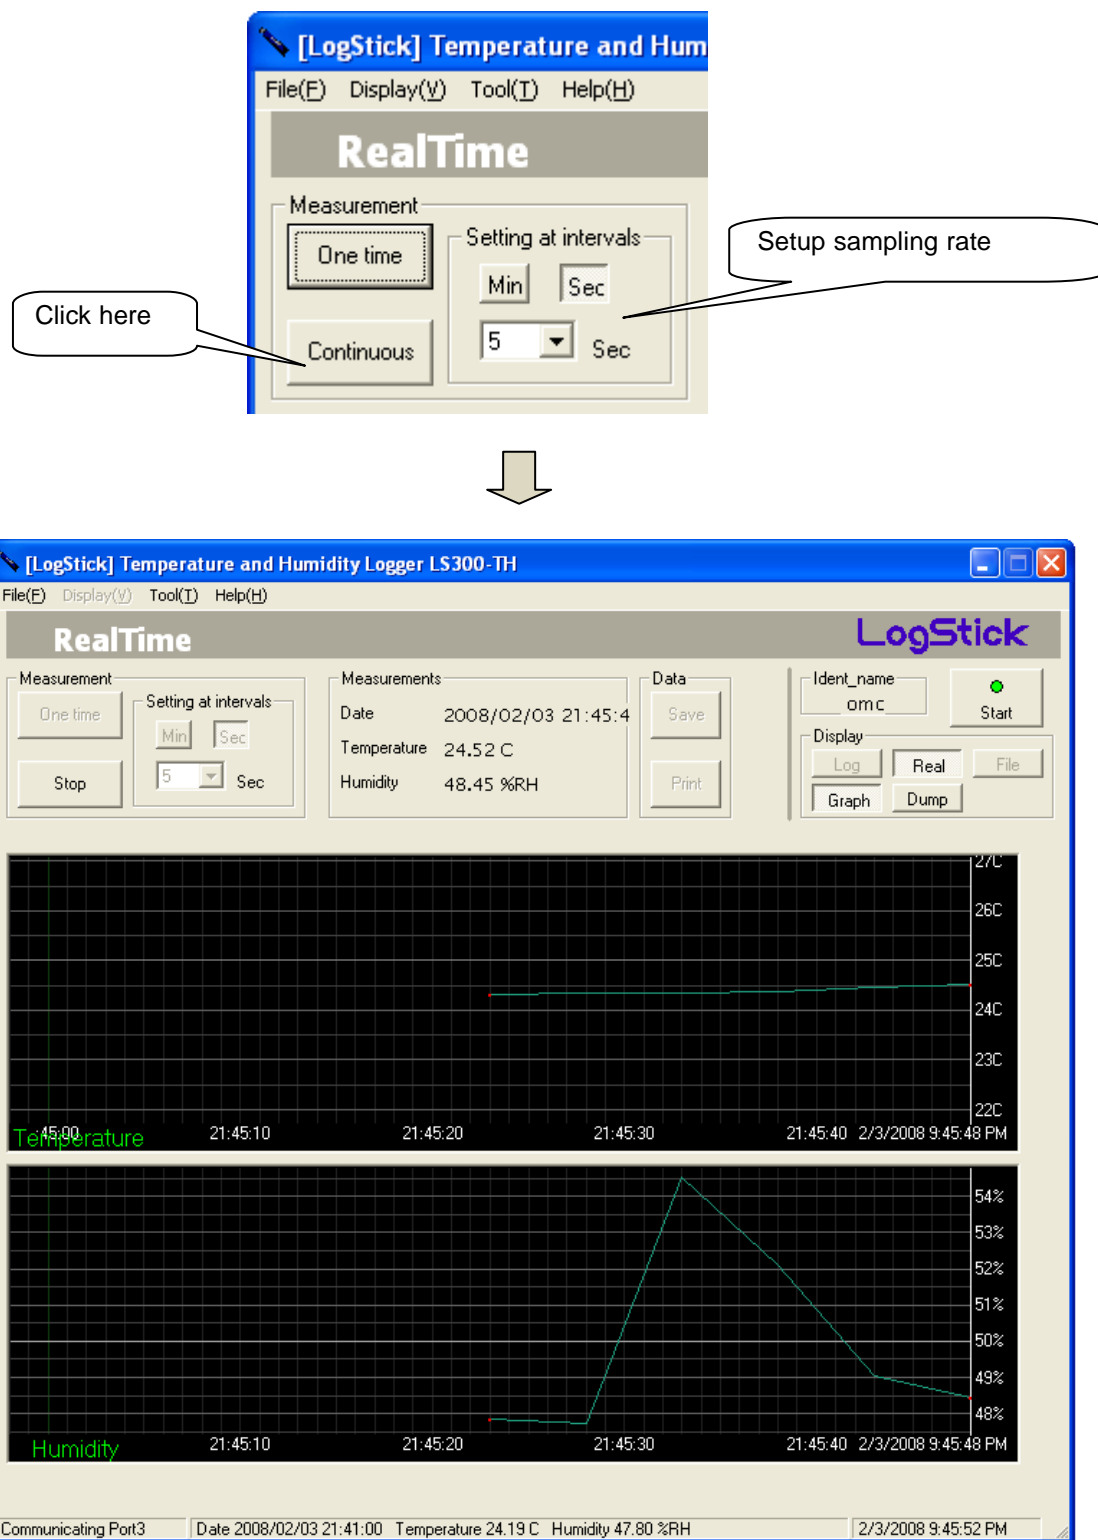 [LogStick] Temperature and Hum
File(F) Display(V) Tool(T) Help(H)
RealTime
Measurement
One time
Setting at intervals
Min Sec
Setup sampling rate
Click here
Continuous
5 Sec
[LogStick] Temperature and Humidity Logger LS300-TH
File(F) Display(V) Tool(T) Help(H)
RealTime
LogStick
Measurement
One time
Stop
Setting at intervals
Min Sec
5 Sec
Measurements
Date 2008/02/03 21:45:4
Temperature 24.52 C
Humidity 48.45 %RH
Data
Save
Print
Ident_name
omc
Start
Display
Log Real File
Graph Dump
27C
26C
25C
24C
23C
22C
:45:00 21:45:10 21:45:20 21:45:30 21:45:40 2/3/2008 9:45:48 PM
Temperature
54%
53%
52%
51%
50%
49%
48%
21:45:10 21:45:20 21:45:30 21:45:40 2/3/2008 9:45:48 PM
Humidity
Communicating Port3 Date 2008/02/03 21:41:00 Temperature 24.19 C Humidity 47.80 %RH 2/3/2008 9:45:52 PM